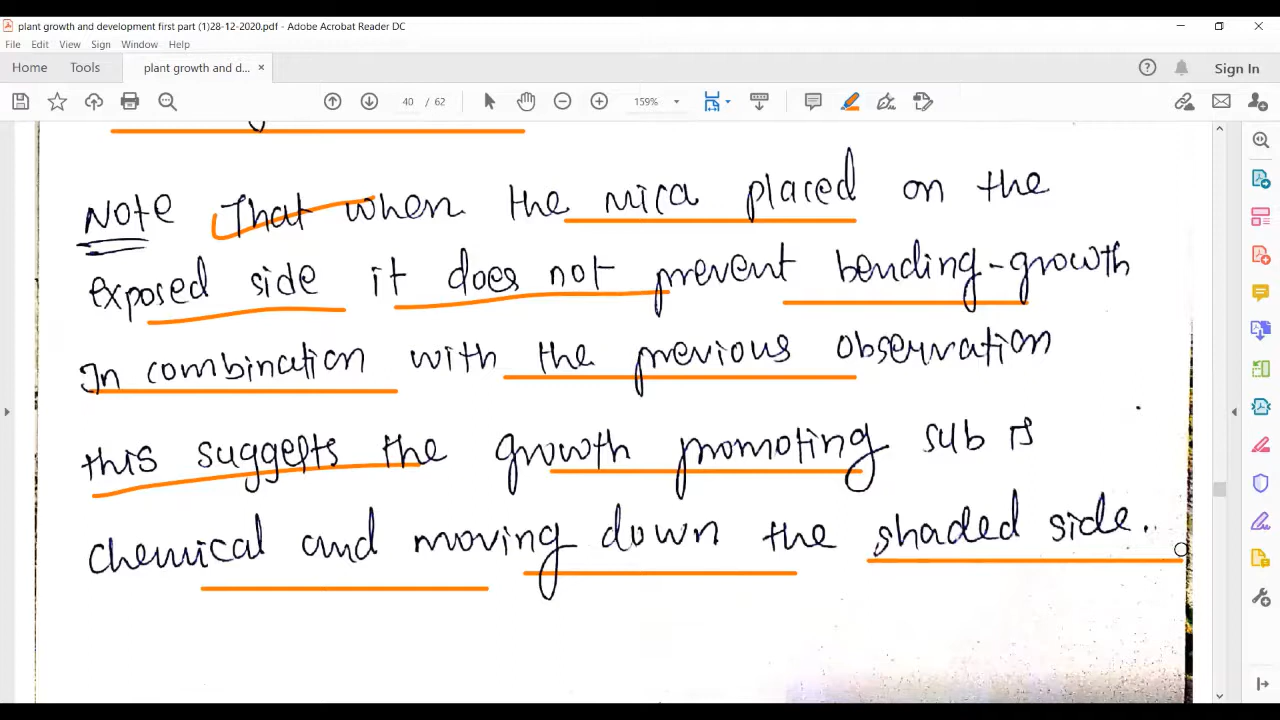 plant growth and development first part (1)28-12-2020.pdf - Adobe Acrobat Reader DC
File Edit View Sign Window Help
Home Tools plant growth and d... × Sign In
40 / 62 159%
NOTE That when the mica placed on the
exposed side it does not prevent bending-growth
In combination with the previous observation
this suggepts the growth promoting sub is
chemical and moving down the shaded side..